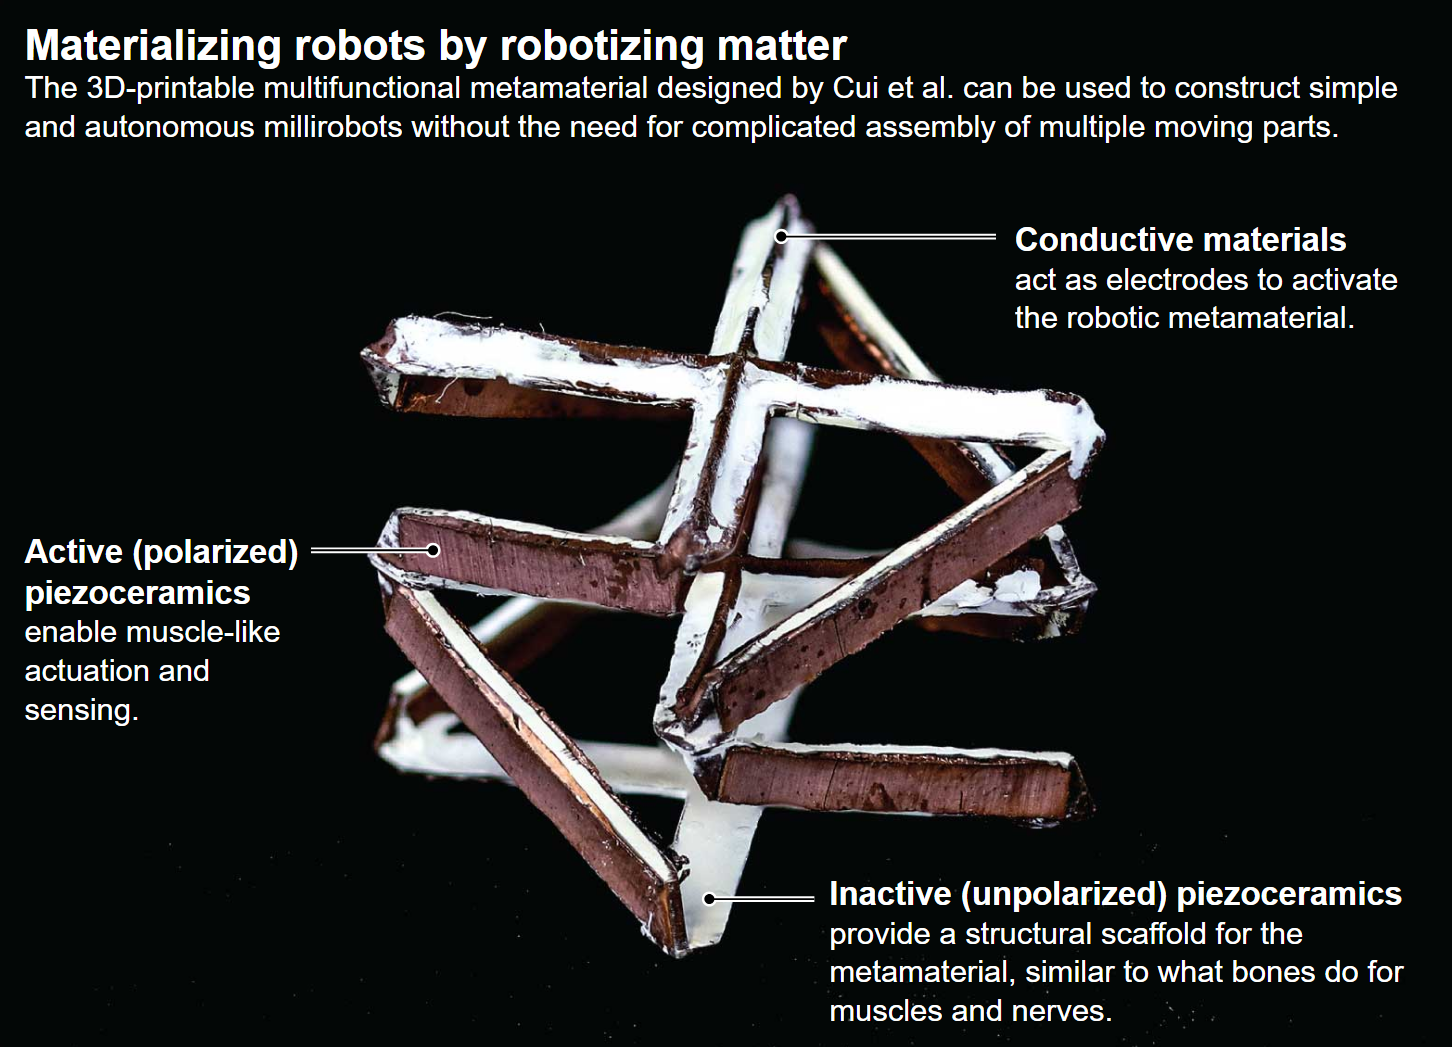 Materializing robots by robotizing matter
The 3D-printable multifunctional metamaterial designed by Cui et al. can be used to construct simple
and autonomous millirobots without the need for complicated assembly of multiple moving parts.
Conductive materials
act as electrodes to activate
the robotic metamaterial.
Active (polarized)
piezoceramics
enable muscle-like
actuation and
sensing.
Inactive (unpolarized) piezoceramics
provide a structural scaffold for the
metamaterial, similar to what bones do for
muscles and nerves.